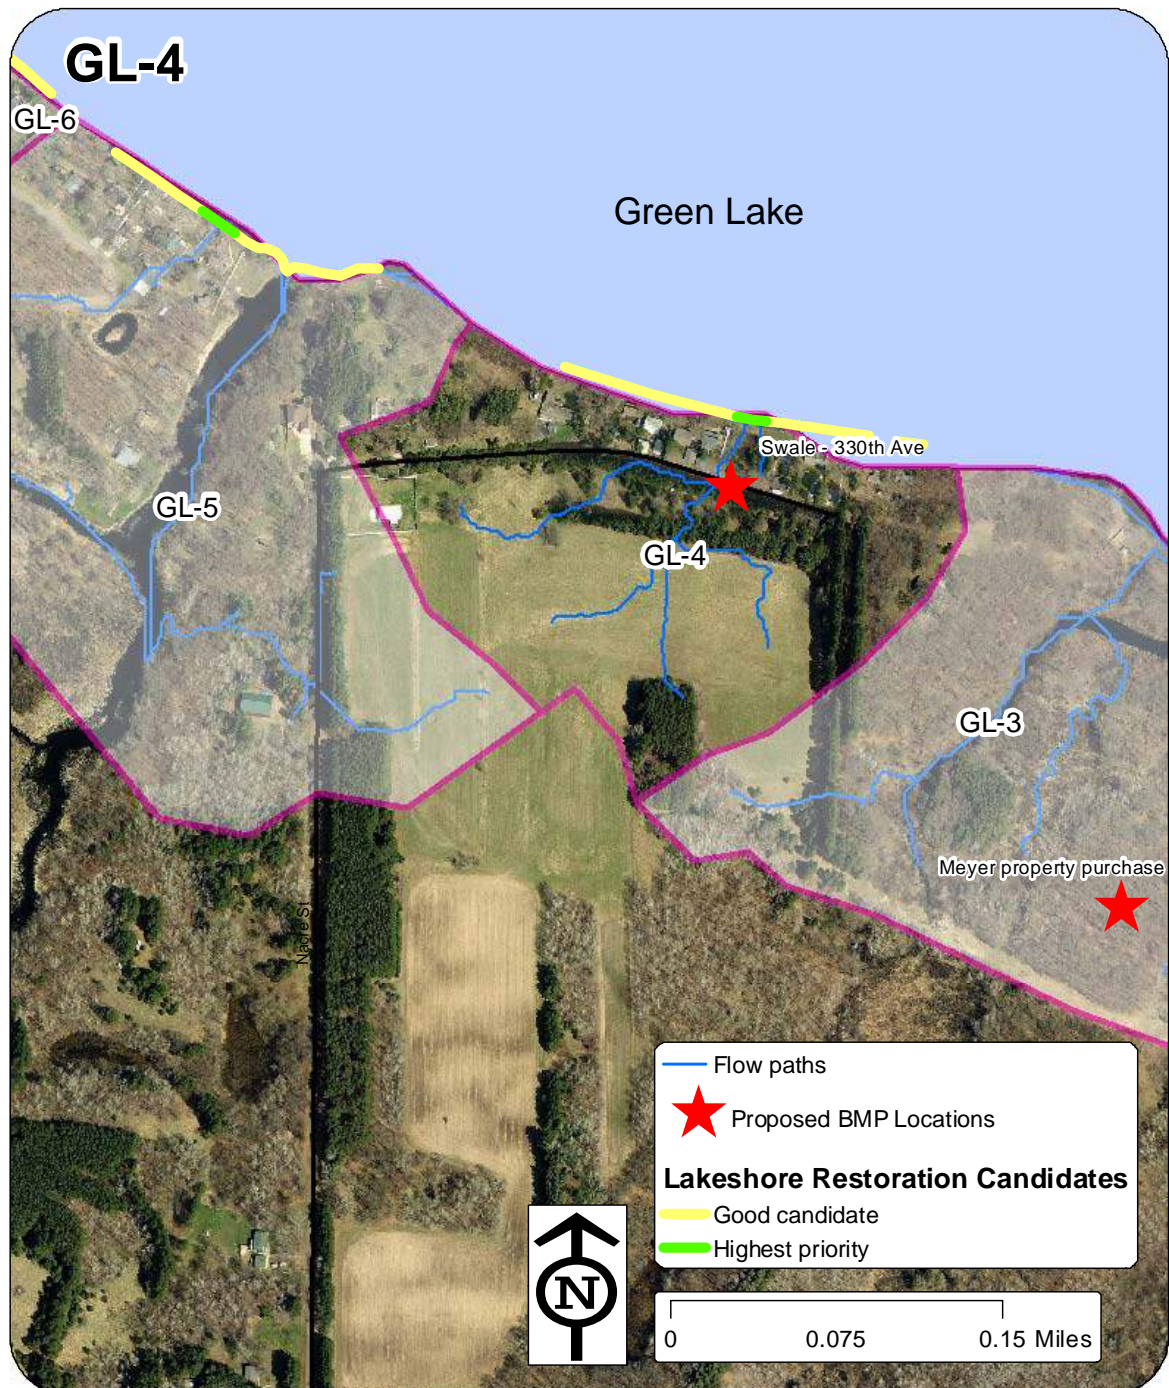 GL-4
GL-6
Green Lake
Swale - 330th Ave
GL-5
GL-4
GL-3
Meyer property purchase
Nacre St
Flow paths
Proposed BMP Locations
Lakeshore Restoration Candidates
Good candidate
Highest priority
N
0 0.075 0.15 Miles